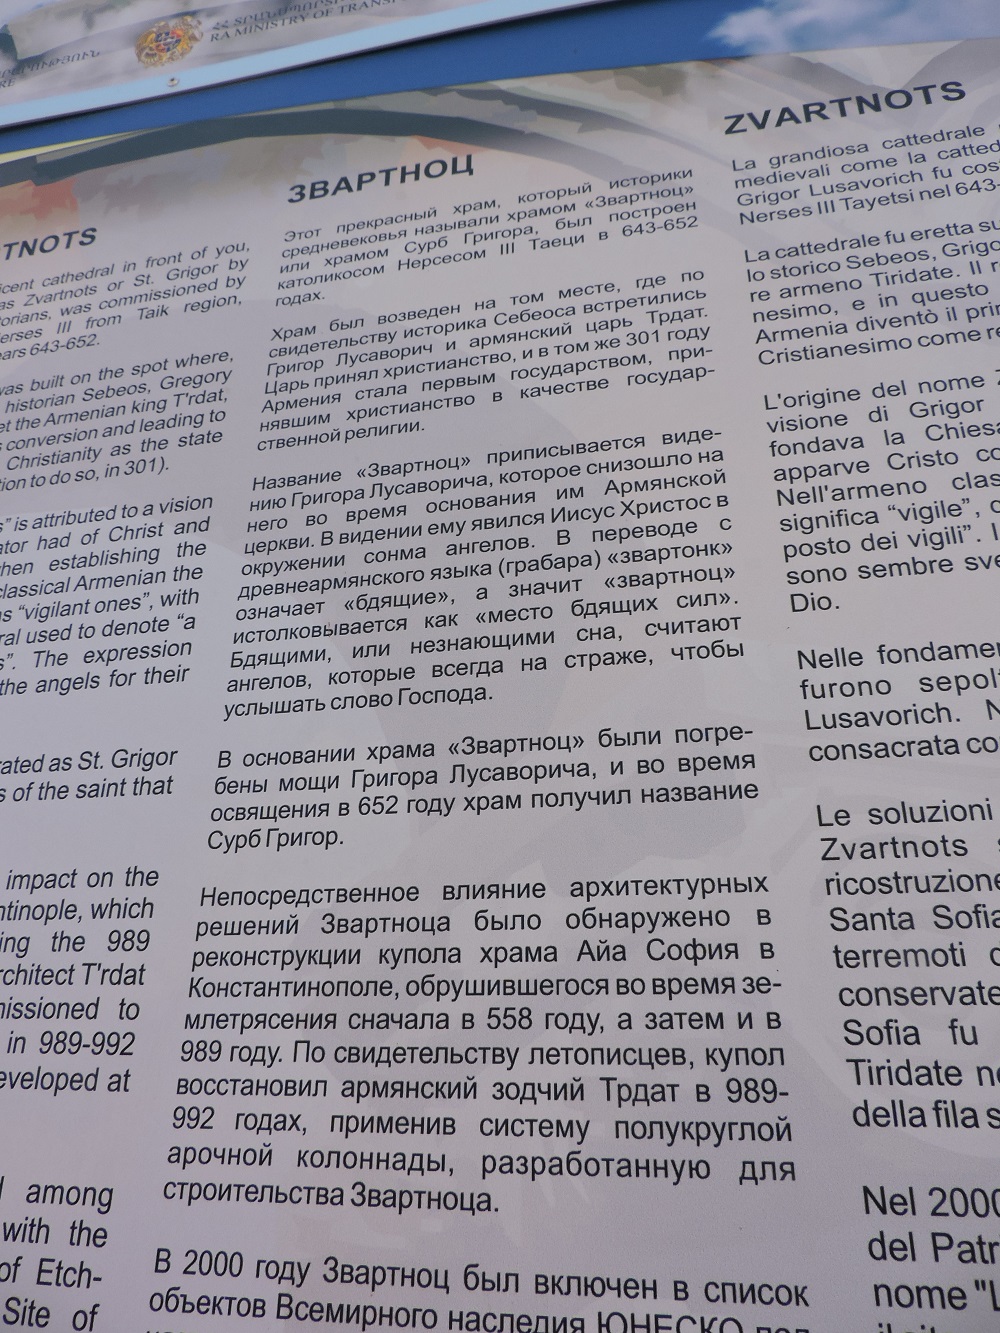 RA MINISTRY OF
TNOTS
icent cathedral in front of you,
as Zvartnots or St. Grigor by
torians, was commissioned by
erses III from Taik region,
ears 643-652.
was built on the spot where,
historian Sebeos, Gregory
et the Armenian king T'rdat,
s conversion and leading to
Christianity as the state
tion to do so, in 301).
s" is attributed to a vision
ator had of Christ and
when establishing the
classical Armenian the
as "vigilant ones", with
ral used to denote "a
s". The expression
the angels for their
rated as St. Grigor
s of the saint that
impact on the
ntinople, which
ing the 989
rchitect T'rdat
missioned to
in 989-992
eveloped at
among
with the
of Etch-
Site of
ЗВАРТНОЦ
Этот прекрасный храм, который историки
средневековья называли храмом «Звартноц»
или храмом Сурб Григора, был построен
католикосом Нерсесом III Таеци в 643-652
годах.
Храм был возведен на том месте, где по
свидетельству историка Себеоса встретились
Григор Лусаворич и армянский царь Трдат.
Царь принял христианство, и в том же 301 году
Армения стала первым государством, при-
нявшим христианство в качестве государ-
ственной религии.
Название «Звартноц» приписывается виде-
нию Григора Лусаворича, которое снизошло на
него во время основания им Армянской
церкви. В видении ему явился Иисус Христос в
окружении сонма ангелов. В переводе с
древнеармянского языка (грабара) «звартонк»
означает «бдящие», а значит «звартноц»
истолковывается как «место бдящих сил».
Бдящими, или незнающими сна, считают
ангелов, которые всегда на страже, чтобы
услышать слово Господа.
В основании храма «Звартноц» были погре-
бены мощи Григора Лусаворича, и во время
освящения в 652 году храм получил название
Сурб Григор.
Непосредственное влияние архитектурных
решений Звартноца было обнаружено в
реконструкции купола храма Айа София в
Константинополе, обрушившегося во время зе-
млетрясения сначала в 558 году, а затем и в
989 году. По свидетельству летописцев, купол
восстановил армянский зодчий Трдат в 989-
992 годах, применив систему полукруглой
арочной колоннады, разработанную для
строительства Звартноца.
В 2000 году Звартноц был включен в список
объектов Всемирного наследия ЮНЕСКО под
ZVARTNOTS
La grandiosa cattedrale
medievali come la catted
Grigor Lusavorich fu cos
Nerses III Tayetsi nel 643-
La cattedrale fu eretta su
lo storico Sebeos, Grigo
re armeno Tiridate. Il r
nesimo, e in questo
Armenia diventò il prim
Cristianesimo come re
L'origine del nome Z
visione di Grigor
fondava la Chiesa
apparve Cristo co
Nell'armeno clas
significa "vigile", c
posto dei vigili". I
sono sembre sve
Dio.
Nelle fondamen
furono sepolt
Lusavorich. N
consacrata co
Le soluzioni
Zvartnots s
ricostruzione
Santa Sofia
terremoti c
conservate
Sofia fu
Tiridate ne
della fila s
Nel 2000
del Patr
nome "L